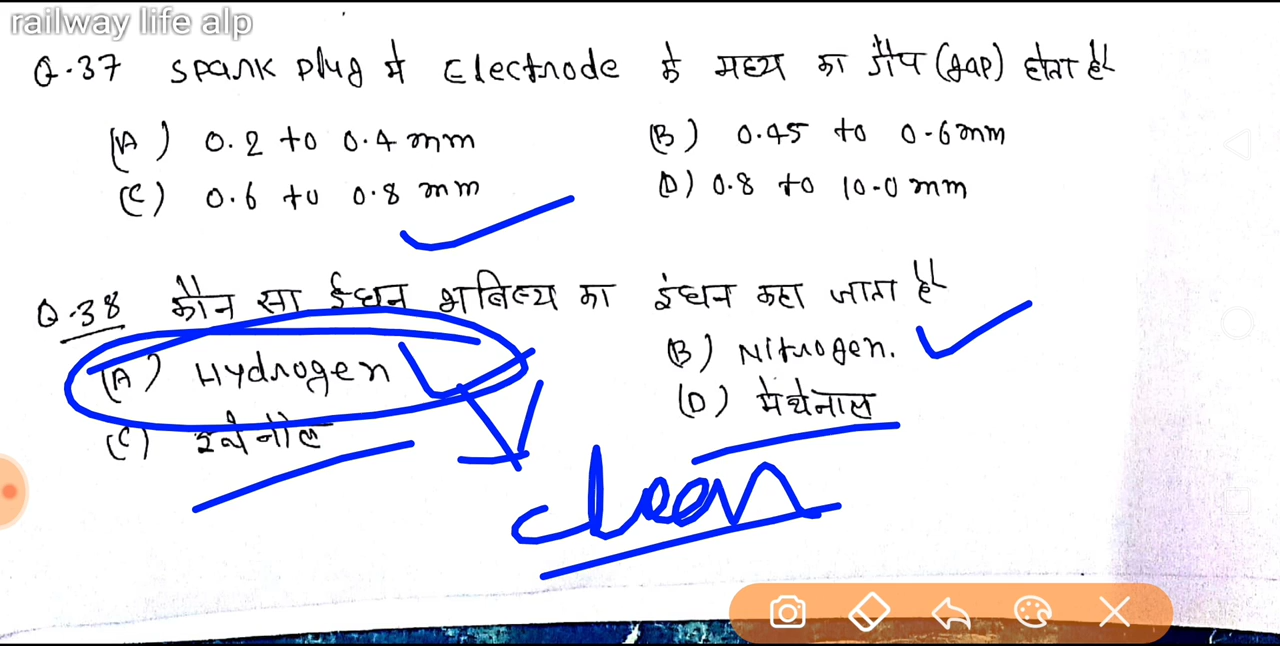 railway life alp
Q.37 spark plug मे Electrode के मध्य का गैप (gap) होता है
(A) 0.2 to 0.4 mm (B) 0.45 to 0.6mm
(C) 0.6 to 0.8 mm (D) 0.8 to 10.0 mm
Q.38 कौन सा ईंधन भविष्य का इंधन कहा जाता है
(A) Hydrogen (B) Nitrogen.
(C) इथेनोल (D) मेथेनाल
clean